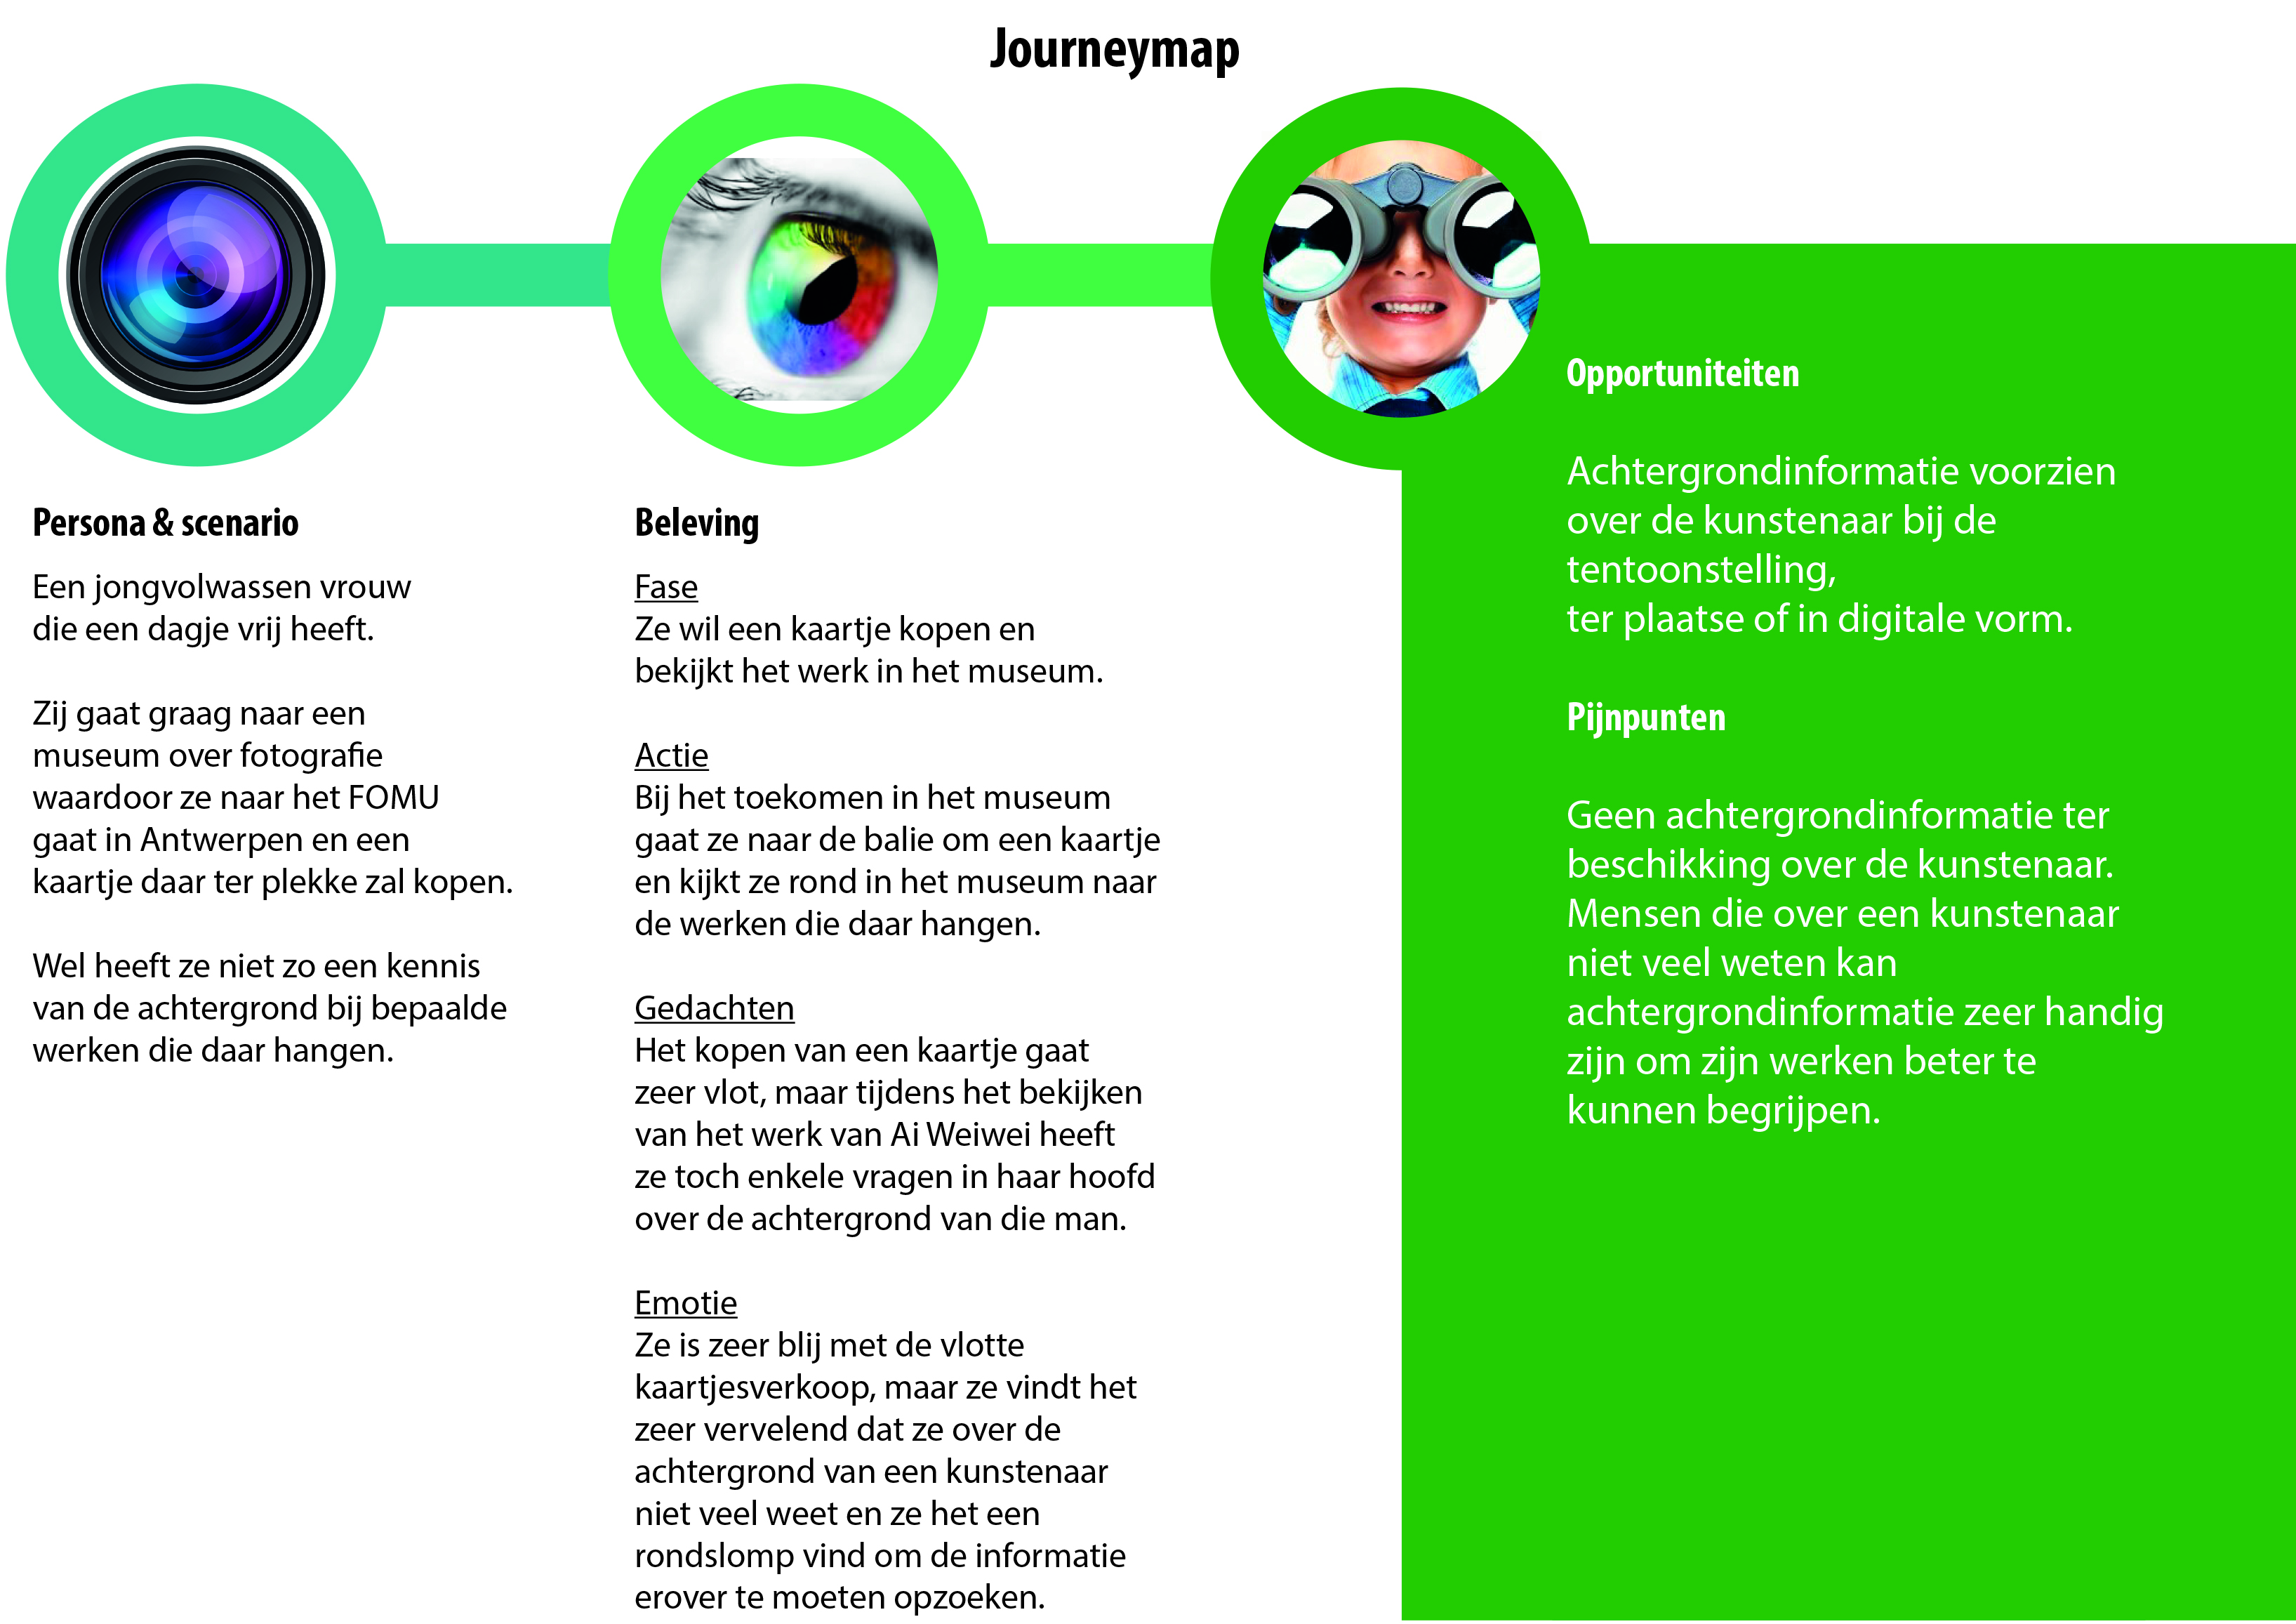 Journeymap
Persona & scenario
Een jongvolwassen vrouw
die een dagje vrij heeft.
Zij gaat graag naar een
museum over fotografie
waardoor ze naar het FOMU
gaat in Antwerpen en een
kaartje daar ter plekke zal kopen.
Wel heeft ze niet zo een kennis
van de achtergrond bij bepaalde
werken die daar hangen.
Beleving
Fase
Ze wil een kaartje kopen en
bekijkt het werk in het museum.
Actie
Bij het toekomen in het museum
gaat ze naar de balie om een kaartje
en kijkt ze rond in het museum naar
de werken die daar hangen.
Gedachten
Het kopen van een kaartje gaat
zeer vlot, maar tijdens het bekijken
van het werk van Ai Weiwei heeft
ze toch enkele vragen in haar hoofd
over de achtergrond van die man.
Emotie
Ze is zeer blij met de vlotte
kaartjesverkoop, maar ze vindt het
zeer vervelend dat ze over de
achtergrond van een kunstenaar
niet veel weet en ze het een
rondslomp vind om de informatie
erover te moeten opzoeken.
Opportuniteiten
Achtergrondinformatie voorzien
over de kunstenaar bij de
tentoonstelling,
ter plaatse of in digitale vorm.
Pijnpunten
Geen achtergrondinformatie ter
beschikking over de kunstenaar.
Mensen die over een kunstenaar
niet veel weten kan
achtergrondinformatie zeer handig
zijn om zijn werken beter te
kunnen begrijpen.